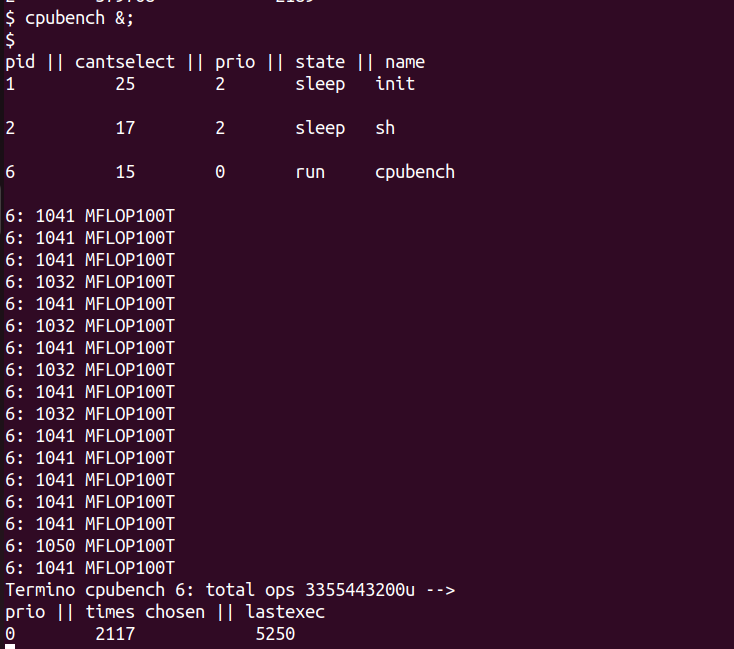 $ cpubench &;
$
pid || cantselect || prio || state || name
1 25 2 sleep init
2 17 2 sleep sh
6 15 0 run cpubench
6: 1041 MFLOP100T
6: 1041 MFLOP100T
6: 1041 MFLOP100T
6: 1032 MFLOP100T
6: 1041 MFLOP100T
6: 1032 MFLOP100T
6: 1041 MFLOP100T
6: 1032 MFLOP100T
6: 1041 MFLOP100T
6: 1032 MFLOP100T
6: 1041 MFLOP100T
6: 1041 MFLOP100T
6: 1041 MFLOP100T
6: 1041 MFLOP100T
6: 1041 MFLOP100T
6: 1050 MFLOP100T
6: 1041 MFLOP100T
Termino cpubench 6: total ops 3355443200u -->
prio || times chosen || lastexec
0 2117 5250